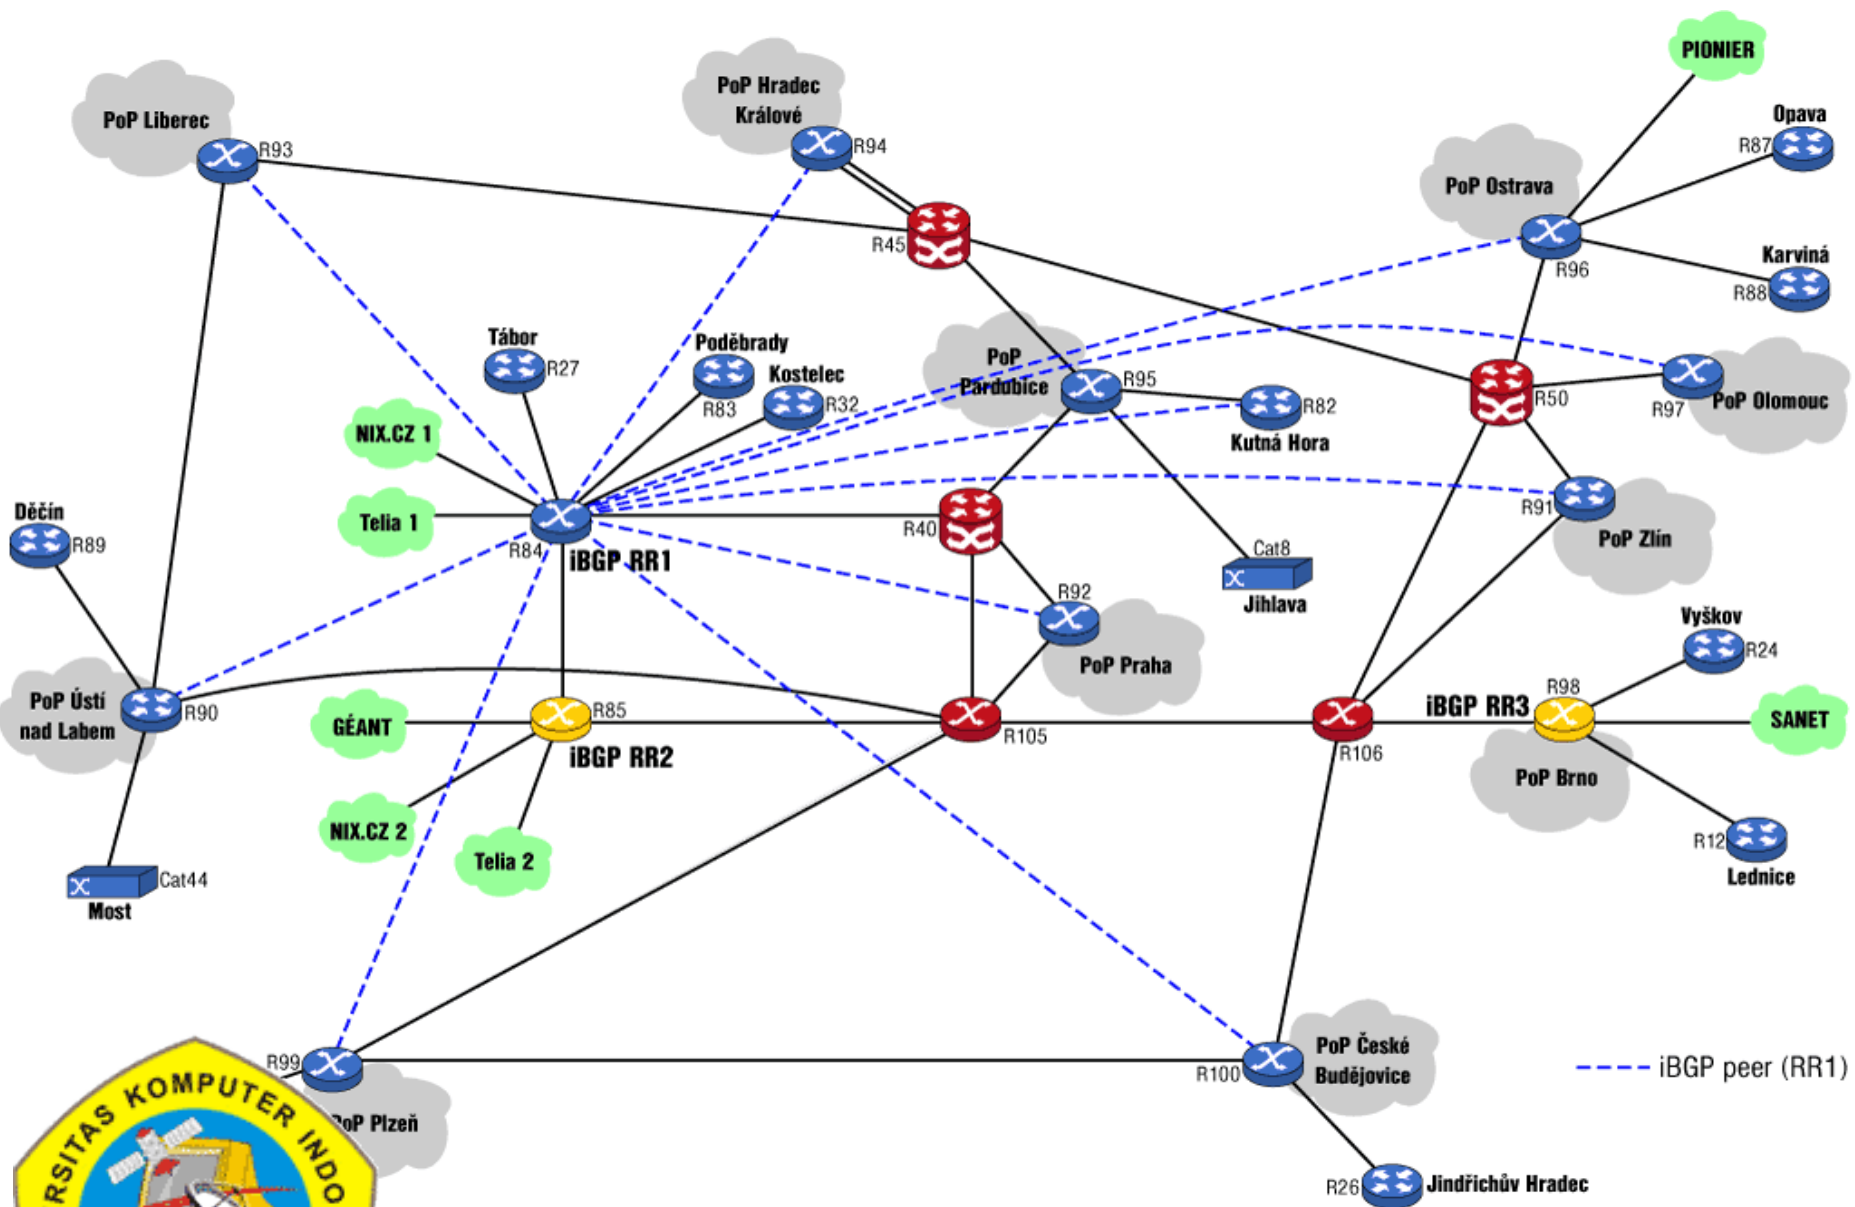 PIONIER
Opava
R87
PoP Hradec
Králové
PoP Liberec
R93
R94
PoP Ostrava
R96
Karviná
R88
R45
Tábor
R27
Poděbrady
R83
Kostelec
R32
PoP
Pardubice
R95
R82
Kutná Hora
R50
R97
PoP Olomouc
NIX.CZ 1
Telia 1
R84
iBGP RR1
R40
R91
PoP Zlín
Děčín
R89
Cat8
Jihlava
R92
PoP Praha
Vyškov
R24
PoP Ústí
nad Labem
R90
GÉANT
R85
iBGP RR2
R105
R106
iBGP RR3
R98
SANET
PoP Brno
NIX.CZ 2
Telia 2
R12
Lednice
Cat44
Most
R99
PoP Plzeň
R100
PoP České
Budějovice
iBGP peer (RR1)
R26
Jindřichův Hradec
RSITAS KOMPUTER INDO